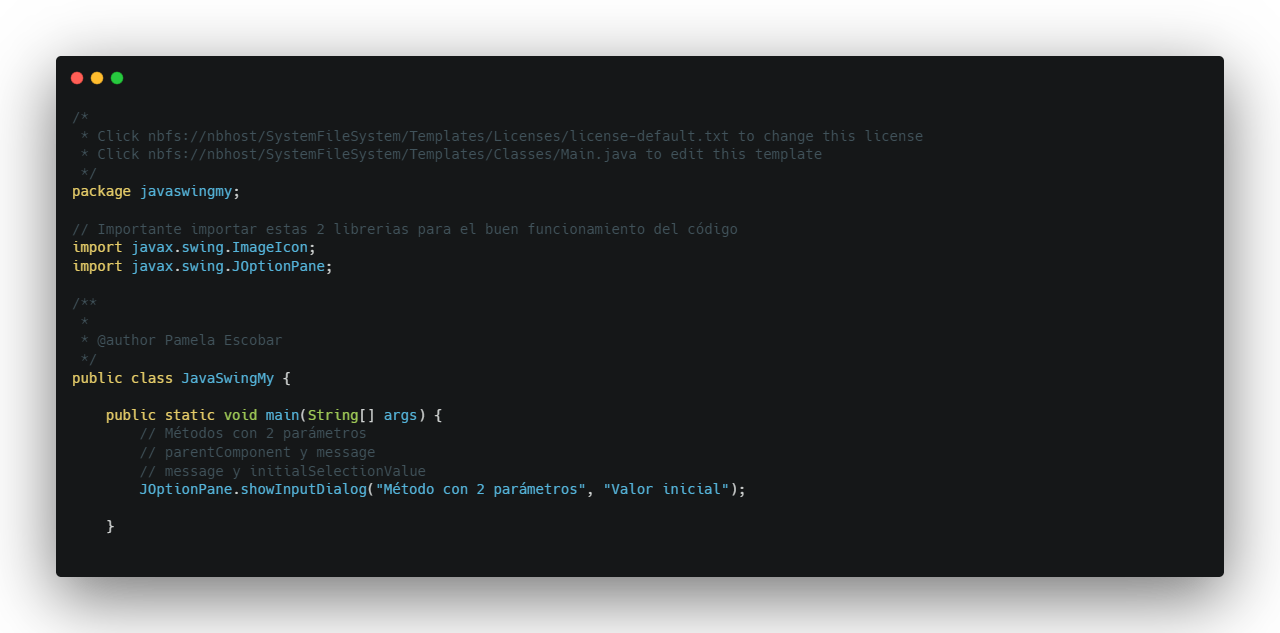 /*
 * Click nbfs://nbhost/SystemFileSystem/Templates/Licenses/license-default.txt to change this license
 * Click nbfs://nbhost/SystemFileSystem/Templates/Classes/Main.java to edit this template
 */
package javaswingmy;

// Importante importar estas 2 librerias para el buen funcionamiento del código
import javax.swing.ImageIcon;
import javax.swing.JOptionPane;

/**
 *
 * @author Pamela Escobar
 */
public class JavaSwingMy {

    public static void main(String[] args) {
        // Métodos con 2 parámetros
        // parentComponent y message
        // message y initialSelectionValue
        JOptionPane.showInputDialog("Método con 2 parámetros", "Valor inicial");

    }